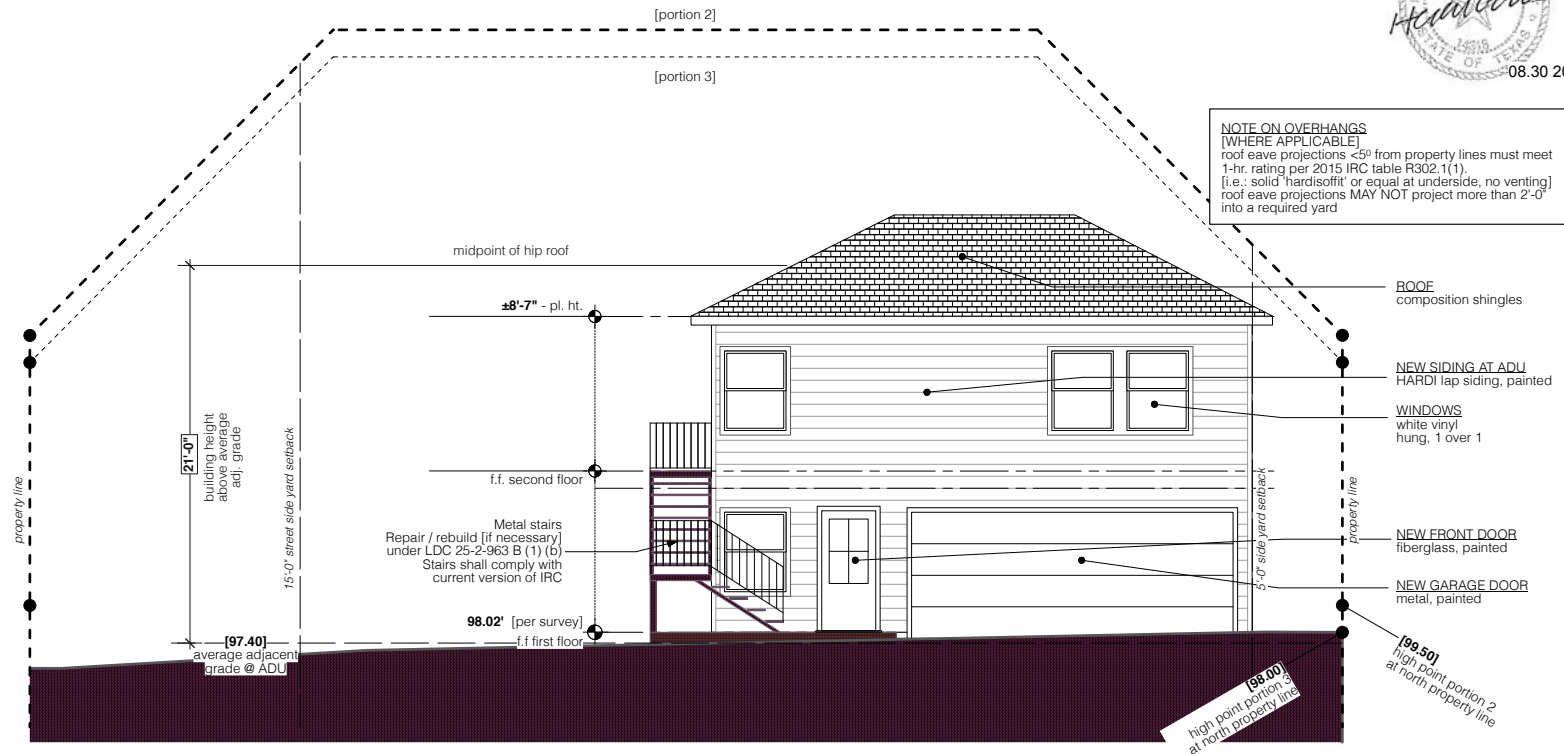 [portion 2]
[portion 3]
14219
STATE OF TEXAS
08.30 20
NOTE ON OVERHANGS
[WHERE APPLICABLE]
roof eave projections <5⁰ from property lines must meet
1-hr. rating per 2015 IRC table R302.1(1).
[i.e.: solid 'hardisoffit' or equal at underside, no venting]
roof eave projections MAY NOT project more than 2'-0"
into a required yard
midpoint of hip roof
±8'-7" - pl. ht.
ROOF
composition shingles
NEW SIDING AT ADU
HARDI lap siding, painted
WINDOWS
white vinyl
hung, 1 over 1
21'-0"
building height
above average
adj. grade
15'-0" street side yard setback
property line
f.f. second floor
Metal stairs
Repair / rebuild [if necessary]
under LDC 25-2-963 B (1) (b)
Stairs shall comply with
current version of IRC
5'-0" side yard setback
property line
NEW FRONT DOOR
fiberglass, painted
NEW GARAGE DOOR
metal, painted
98.02' [per survey]
f.f first floor
[97.40]
average adjacent
grade @ ADU
[98.00]
high point portion 3
at north property line
[99.50]
high point portion 2
at north property line